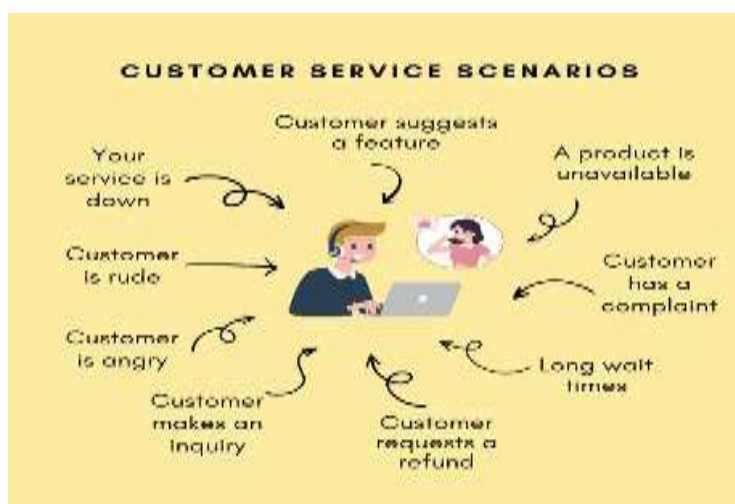 CUSTOMER SERVICE SCENARIOS
Customer suggests
a feature
Your
service is
down
A product is
unavailable
Customer
is rude
Customer
has a
complaint
Customer
is angry
Long wait
times
Customer
makes an
inquiry
Customer
requests a
refund